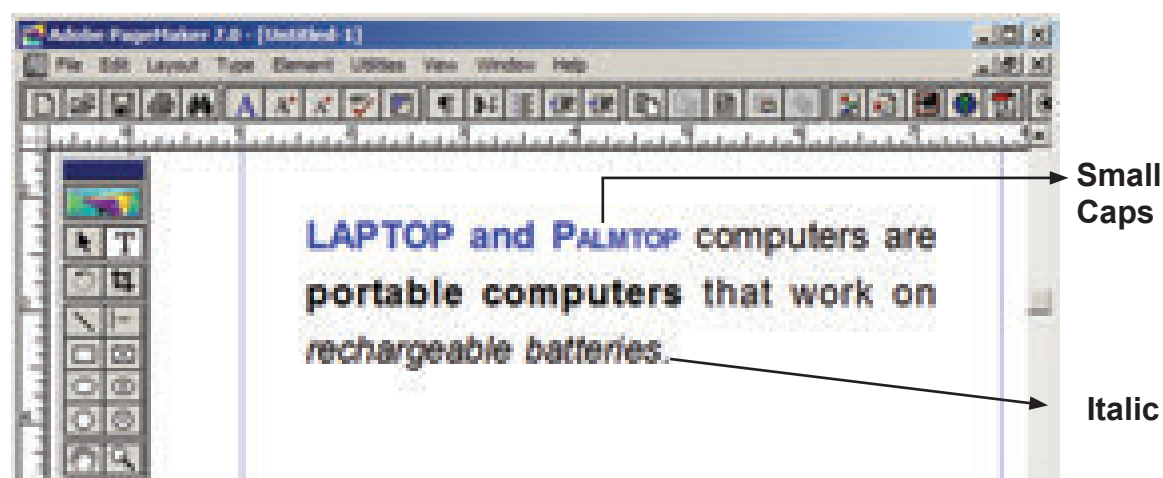 Adobe PageMaker 7.0 - [Untitled-1]
File Edit Layout Type Element Utilities View Window Help
LAPTOP and PALMTOP computers are
portable computers that work on
rechargeable batteries.
Small
Caps
Italic